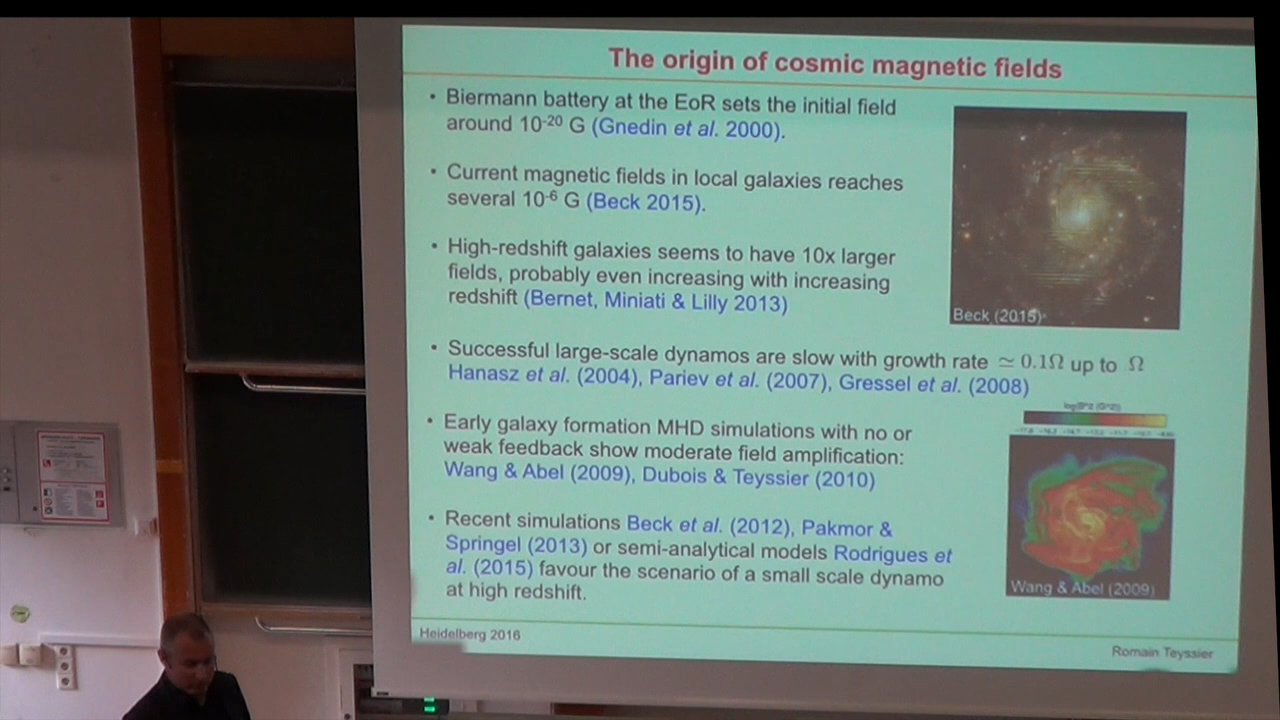 The origin of cosmic magnetic fields
• Biermann battery at the EoR sets the initial field
around 10⁻²⁰ G (Gnedin et al. 2000).
• Current magnetic fields in local galaxies reaches
several 10⁻⁶ G (Beck 2015).
• High-redshift galaxies seems to have 10x larger
fields, probably even increasing with increasing
redshift (Bernet, Miniati & Lilly 2013)
Beck (2015)
• Successful large-scale dynamos are slow with growth rate ≃ 0.1Ω up to Ω
Hanasz et al. (2004), Pariev et al. (2007), Gressel et al. (2008)
• Early galaxy formation MHD simulations with no or
weak feedback show moderate field amplification:
Wang & Abel (2009), Dubois & Teyssier (2010)
• Recent simulations Beck et al. (2012), Pakmor &
Springel (2013) or semi-analytical models Rodrigues et
al. (2015) favour the scenario of a small scale dynamo
at high redshift.
Wang & Abel (2009)
Heidelberg 2016
Romain Teyssier